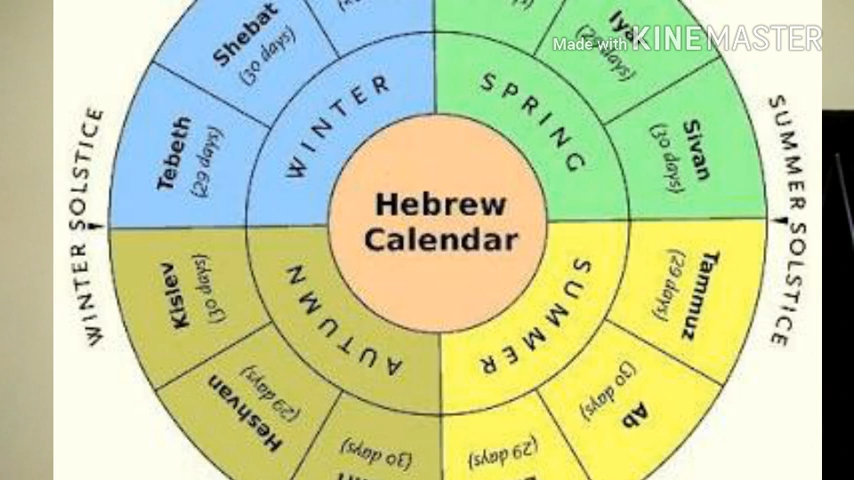 Made with KINEMASTER
Shebat
(30 days)
Tebeth
(29 days)
WINTER
SPRING
Sivan
(30 days)
WINTER SOLSTICE
SUMMER SOLSTICE
Hebrew
Calendar
Kislev
(30 days)
AUTUMN
SUMMER
Tammuz
(29 days)
Heshvan
(29 days)
Ab
(30 days)
(30 days)
(29 days)